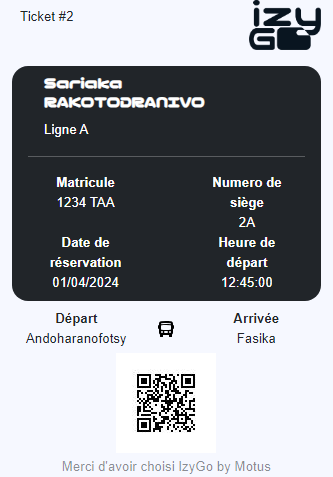 Ticket #2
izy
GO
Sariaka
RAKOTODRANIVO
Ligne A
Matricule
1234 TAA
Numero de
siège
2A
Date de
réservation
01/04/2024
Heure de
départ
12:45:00
Départ
Andoharanofotsy
Arrivée
Fasika
Merci d'avoir choisi IzyGo by Motus